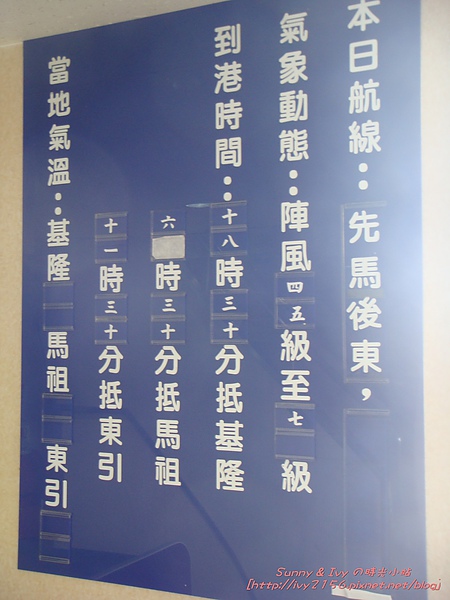 本日航線：先馬後東，
氣象動態：陣風四五級至七級
到港時間：十八時三十分抵基隆
六時三十分抵馬祖
十一時三十分抵東引
當地氣溫：基隆 馬祖 東引
Sunny & Ivy の時光小站
[http://ivy2156.pixnet.net/blog]